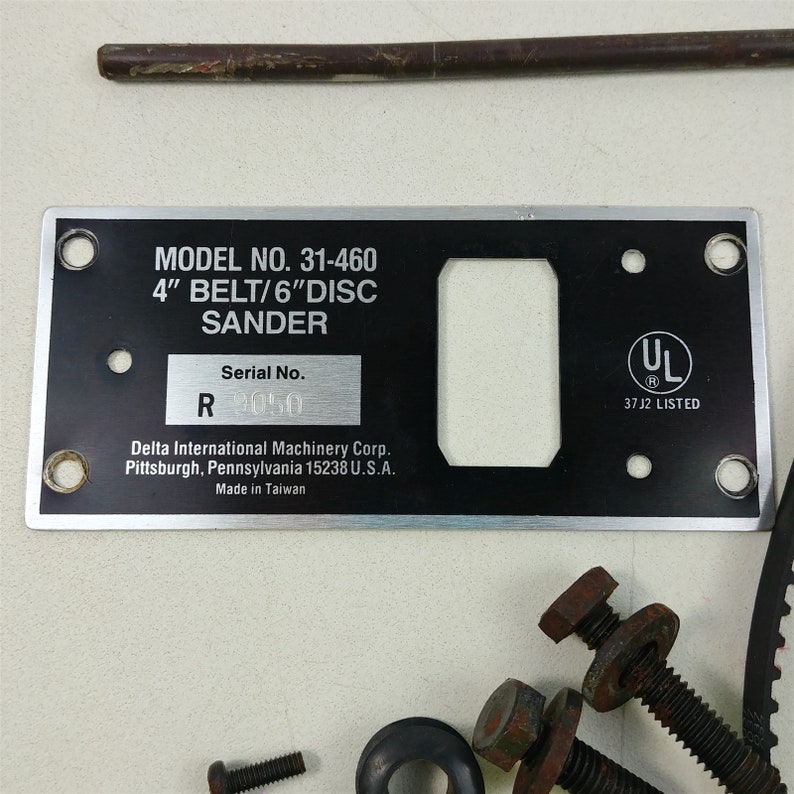 MODEL NO. 31-460
4" BELT/6" DISC
SANDER
Serial No.
R 9050
Delta International Machinery Corp.
Pittsburgh, Pennsylvania 15238 U.S.A.
Made in Taiwan
UL
®
37J2 LISTED